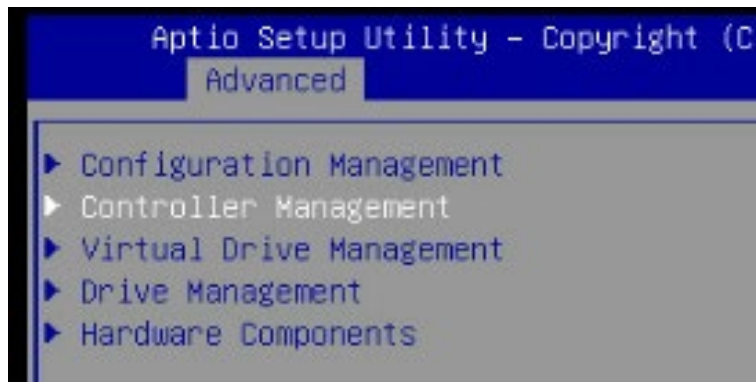 Aptio Setup Utility – Copyright (C
Advanced
Configuration Management
Controller Management
Virtual Drive Management
Drive Management
Hardware Components